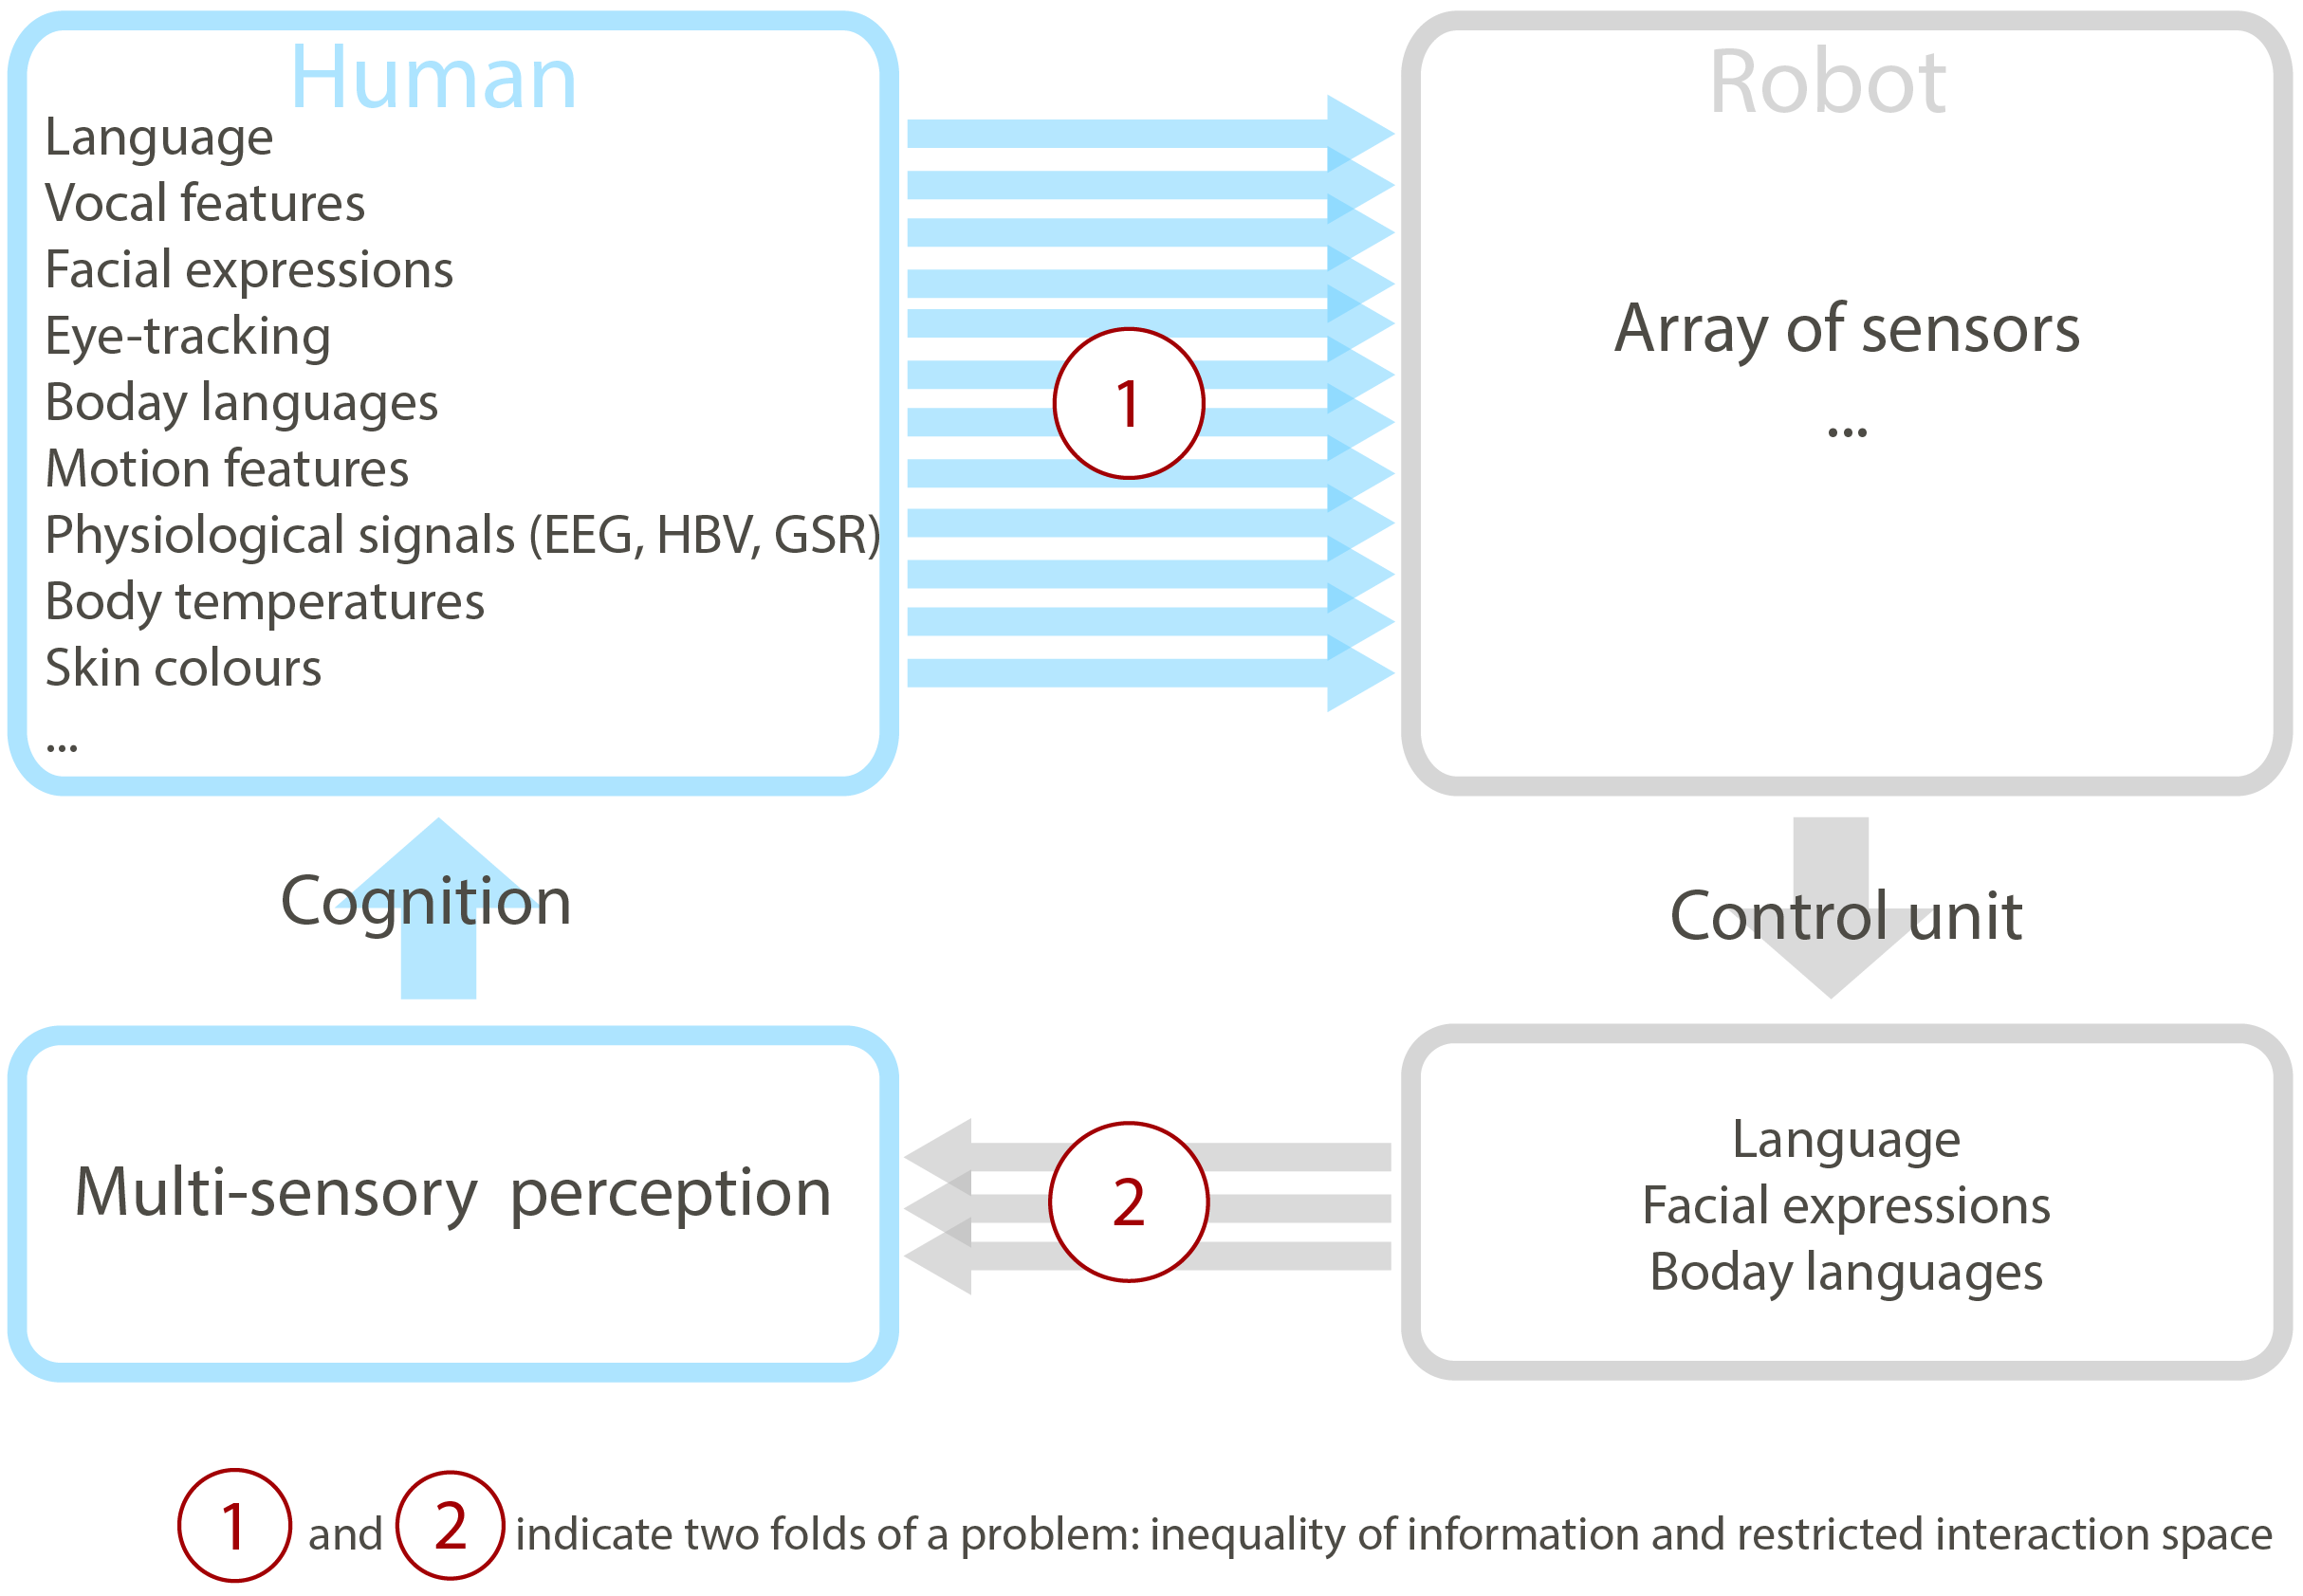 Human
Language
Vocal features
Facial expressions
Eye-tracking
Boday languages
Motion features
Physiological signals (EEG, HBV, GSR)
Body temperatures
Skin colours
...
1
Robot
Array of sensors
...
Cognition
Control unit
Multi-sensory perception
2
Language
Facial expressions
Boday languages
1 and 2 indicate two folds of a problem: inequality of information and restricted interaction space